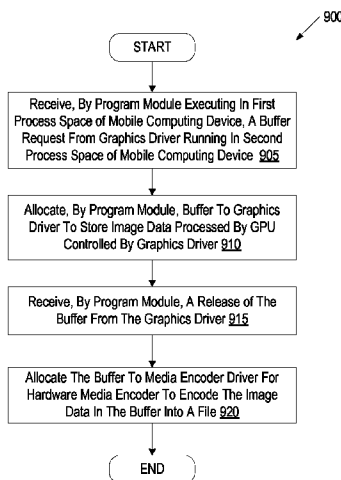 900
START
Receive, By Program Module Executing In First
Process Space of Mobile Computing Device, A Buffer
Request From Graphics Driver Running In Second
Process Space of Mobile Computing Device 905
Allocate, By Program Module, Buffer To Graphics
Driver To Store Image Data Processed By GPU
Controlled By Graphics Driver 910
Receive, By Program Module, A Release of The
Buffer From The Graphics Driver 915
Allocate The Buffer To Media Encoder Driver For
Hardware Media Encoder To Encode The Image
Data In The Buffer Into A File 920
END